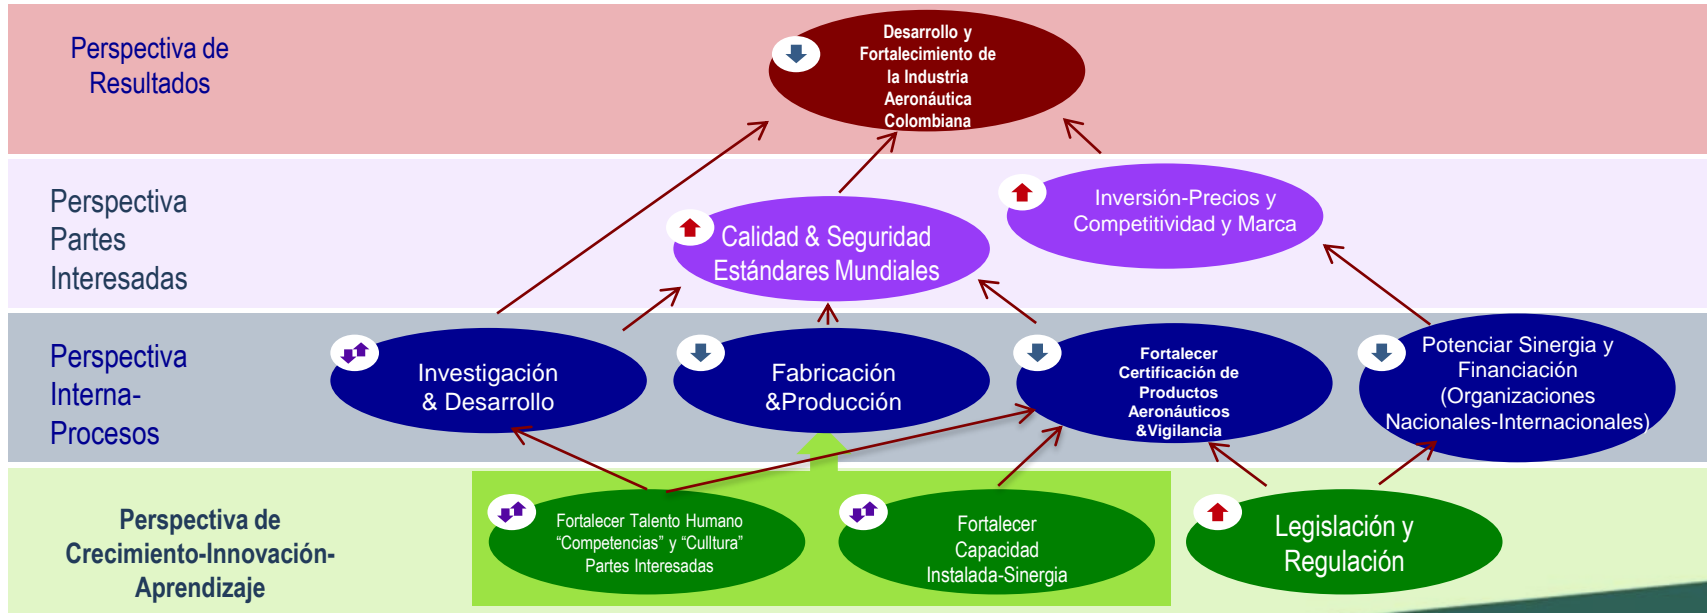 Perspectiva de
Resultados
Desarrollo y
Fortalecimiento de
la Industria
Aeronáutica
Colombiana
Perspectiva
Partes
Interesadas
Calidad & Seguridad
Estándares Mundiales
Inversión-Precios y
Competitividad y Marca
Perspectiva
Interna-
Procesos
Investigación
& Desarrollo
Fabricación
&Producción
Fortalecer
Certificación de
Productos
Aeronáuticos
&Vigilancia
Potenciar Sinergia y
Financiación
(Organizaciones
Nacionales-Internacionales)
Perspectiva de
Crecimiento-Innovación-
Aprendizaje
Fortalecer Talento Humano
“Competencias” y “Culltura”
Partes Interesadas
Fortalecer
Capacidad
Instalada-Sinergia
Legislación y
Regulación